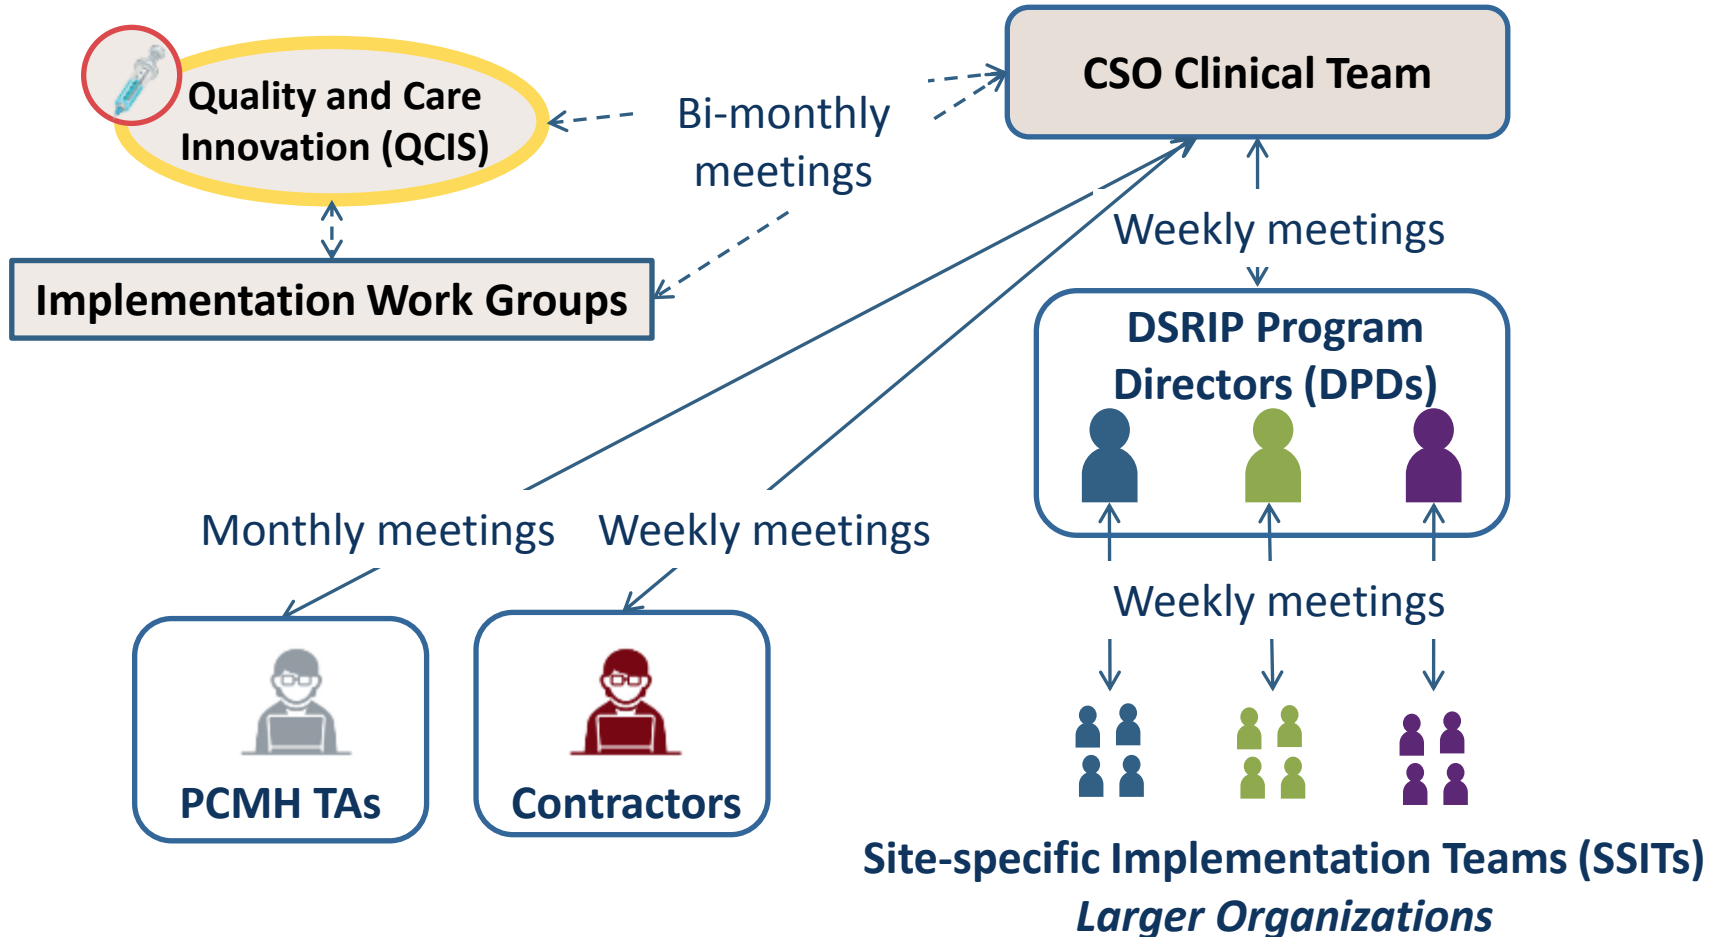 Quality and Care
Innovation (QCIS)
Bi-monthly
meetings
CSO Clinical Team
Weekly meetings
Implementation Work Groups
DSRIP Program
Directors (DPDs)
Monthly meetings
Weekly meetings
Weekly meetings
PCMH TAs
Contractors
Site-specific Implementation Teams (SSITs)
Larger Organizations